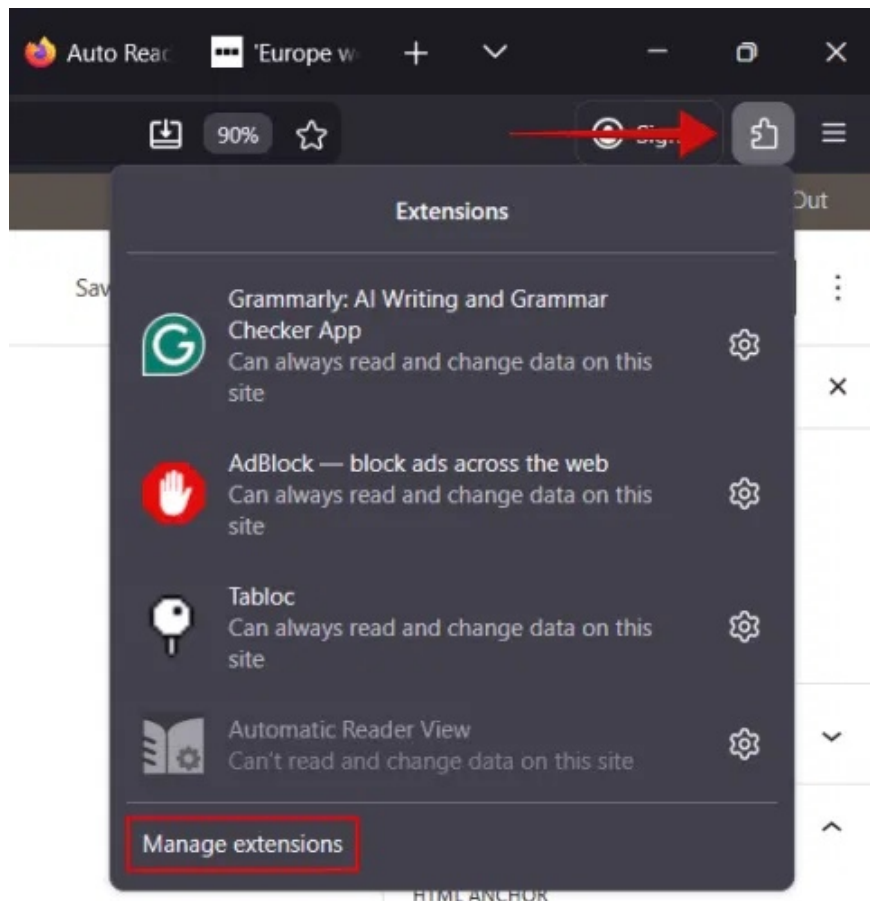 Auto Reac 'Europe w
90%
Extensions
Out
Sav
Grammarly: AI Writing and Grammar
Checker App
Can always read and change data on this
site
AdBlock — block ads across the web
Can always read and change data on this
site
Tabloc
Can always read and change data on this
site
Automatic Reader View
Can't read and change data on this site
Manage extensions
HTML ANCHOR